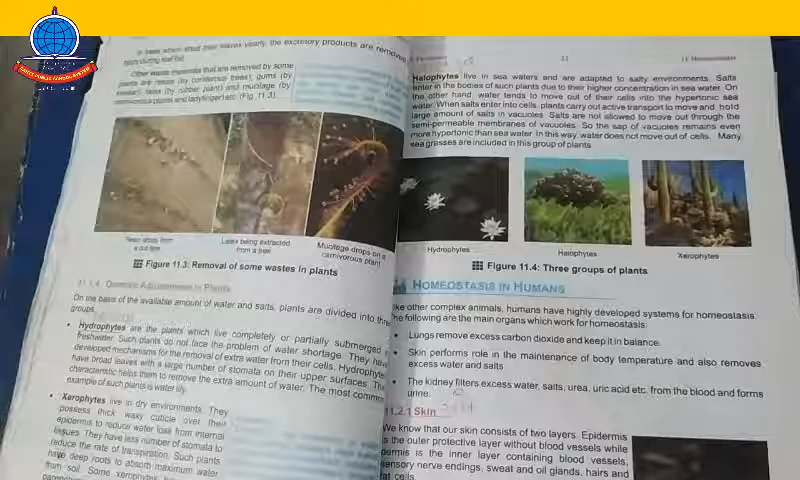 In trees which shed their leaves yearly, the excretory products are removed
during leaf fall.
Other waste materials that are removed by some
plants are resins (by coniferous trees), gums (by
keekar), latex (by rubber plant) and mucilage (by
carnivorous plants and ladyfinger) etc. (Fig. 11.3).
Resin drops from
a cut stem
Latex being extracted
from a tree
Mucilage drops on a
carnivorous plant
Figure 11.3: Removal of some wastes in plants
11.1.4 Osmotic Adjustments in Plants
On the basis of the available amount of water and salts, plants are divided into three
groups.
• Hydrophytes are the plants which live completely or partially submerged
freshwater. Such plants do not face the problem of water shortage. They have
developed mechanisms for the removal of extra water from their cells. Hydrophytes
have broad leaves with a large number of stomata on their upper surfaces. This
characteristic helps them to remove the extra amount of water. The most common
example of such plants is water lily.
• Xerophytes live in dry environments. They
possess thick waxy cuticle over their
epidermis to reduce water loss from internal
tissues. They have less number of stomata to
reduce the rate of transpiration. Such plants
have deep roots to absorb maximum water
from soil. Some xerophytes
Halophytes live in sea waters and are adapted to salty environments. Salts
enter in the bodies of such plants due to their higher concentration in sea water. On
the other hand, water tends to move out of their cells into the hypertonic sea
water. When salts enter into cells, plants carry out active transport to move and hold
large amount of salts in vacuoles. Salts are not allowed to move out through the
semi-permeable membranes of vacuoles. So the sap of vacuoles remains even
more hypertonic than sea water. In this way, water does not move out of cells. Many
sea grasses are included in this group of plants.
Hydrophytes
Halophytes
Xerophytes
Figure 11.4: Three groups of plants
HOMEOSTASIS IN HUMANS
Like other complex animals, humans have highly developed systems for homeostasis.
The following are the main organs which work for homeostasis:
• Lungs remove excess carbon dioxide and keep it in balance.
• Skin performs role in the maintenance of body temperature and also removes
excess water and salts.
• The kidney filters excess water, salts, urea, uric acid etc. from the blood and forms
urine.
11.2.1 Skin
We know that our skin consists of two layers. Epidermis
is the outer protective layer without blood vessels while
dermis is the inner layer containing blood vessels,
sensory nerve endings, sweat and oil glands, hairs and
fat cells.